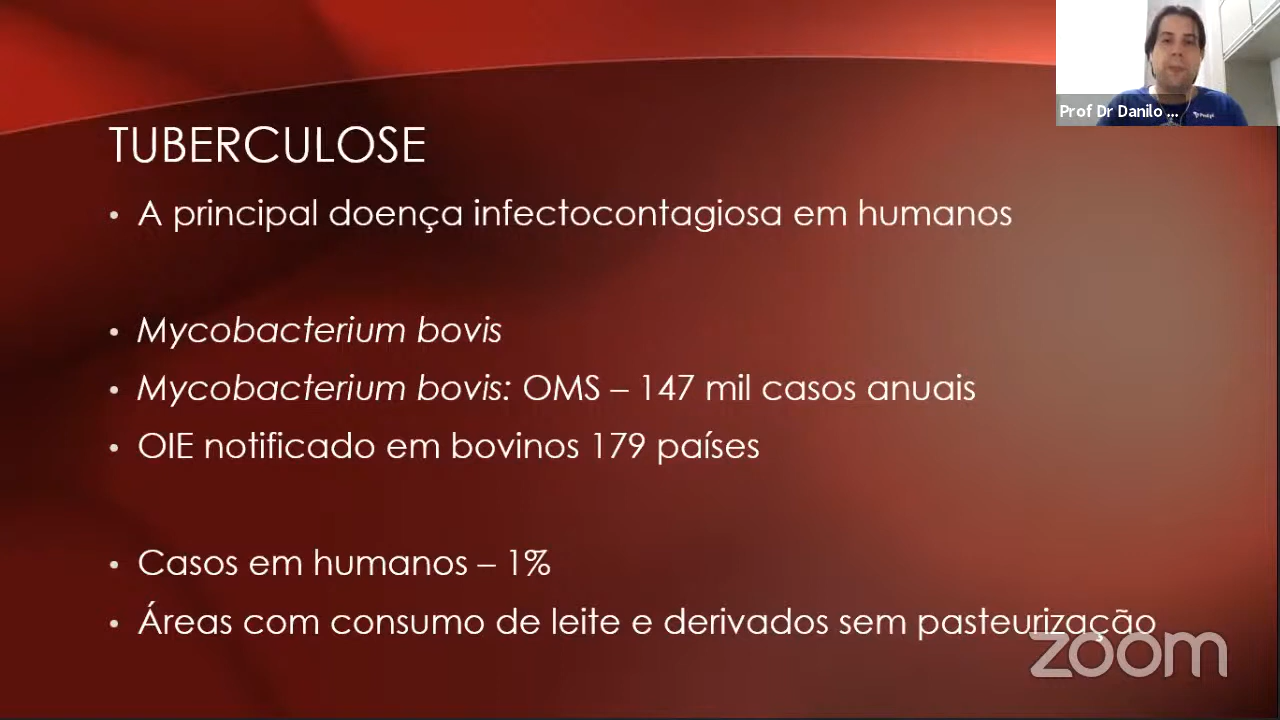 Prof Dr Danilo ...
TUBERCULOSE
• A principal doença infectocontagiosa em humanos
• Mycobacterium bovis
• Mycobacterium bovis: OMS – 147 mil casos anuais
• OIE notificado em bovinos 179 países
• Casos em humanos – 1%
• Áreas com consumo de leite e derivados sem pasteurização
zoom